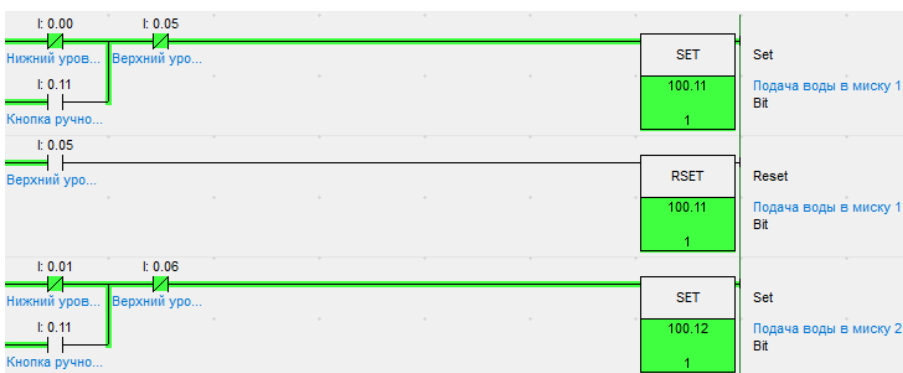 I: 0.00 I: 0.05
Нижний уров... Верхний уро...
SET Set
I: 0.11
100.11 Подача воды в миску 1
Bit
1
Кнопка ручно...
I: 0.05
Верхний уро...
RSET Reset
100.11 Подача воды в миску 1
Bit
1
I: 0.01 I: 0.06
Нижний уров... Верхний уро...
SET Set
I: 0.11
100.12 Подача воды в миску 2
Bit
1
Кнопка ручно...